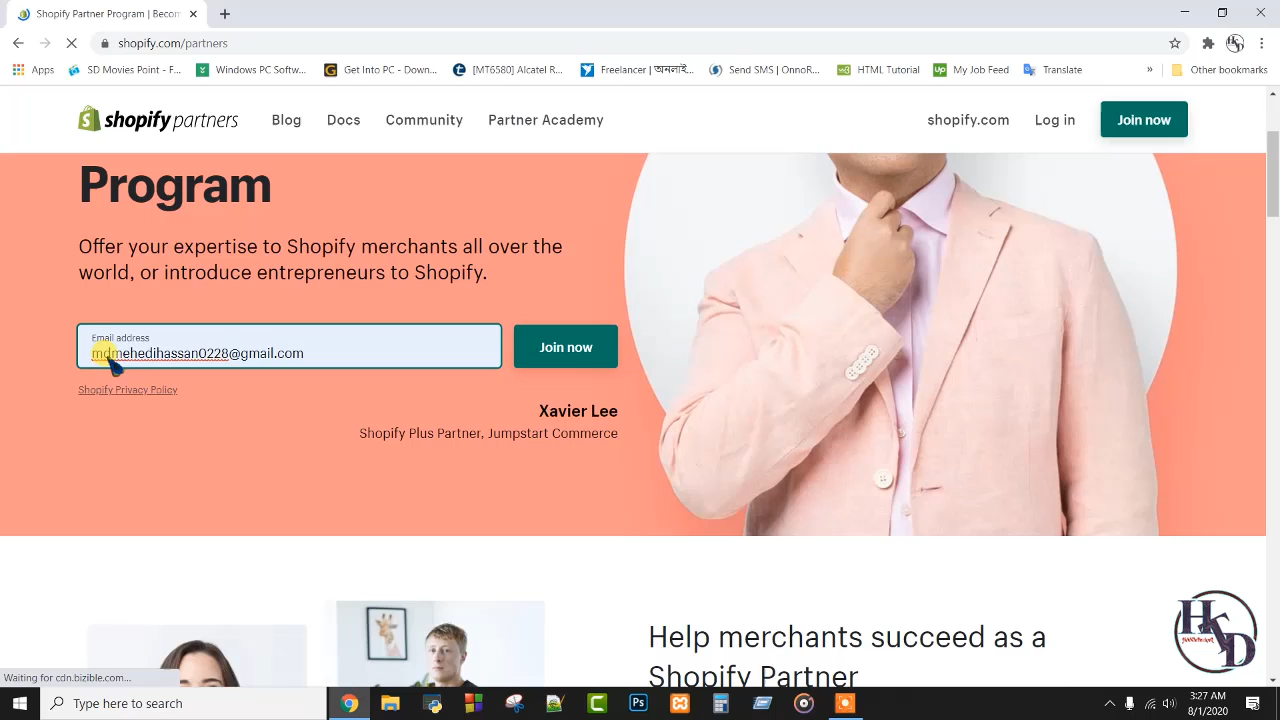 Shopify Partner Program | Becom
shopify.com/partners
Apps
SD Movies Point - F...
Windows PC Softw...
Get Into PC - Down...
[MT6580] Alcatel R...
Freelancer | অনলাই...
Send SMS | OnnoR...
HTML Tutorial
My Job Feed
Translate
»
Other bookmarks
shopify partners
Blog
Docs
Community
Partner Academy
shopify.com
Log in
Join now
Program
Offer your expertise to Shopify merchants all over the
world, or introduce entrepreneurs to Shopify.
Email address
mdmehedihassan0228@gmail.com
Join now
Shopify Privacy Policy
Xavier Lee
Shopify Plus Partner, Jumpstart Commerce
Help merchants succeed as a
Shopify Partner
HSD
Waiting for cdn.bizible.com...
Type here to search
Ps
3:27 AM
8/1/2020